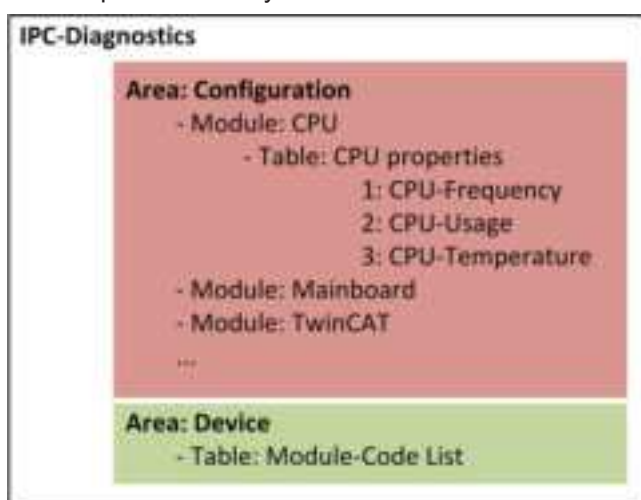 IPC-Diagnostics
Area: Configuration
- Module: CPU
- Table: CPU properties
1: CPU-Frequency
2: CPU-Usage
3: CPU-Temperature
- Module: Mainboard
- Module: TwinCAT
...
Area: Device
- Table: Module-Code List